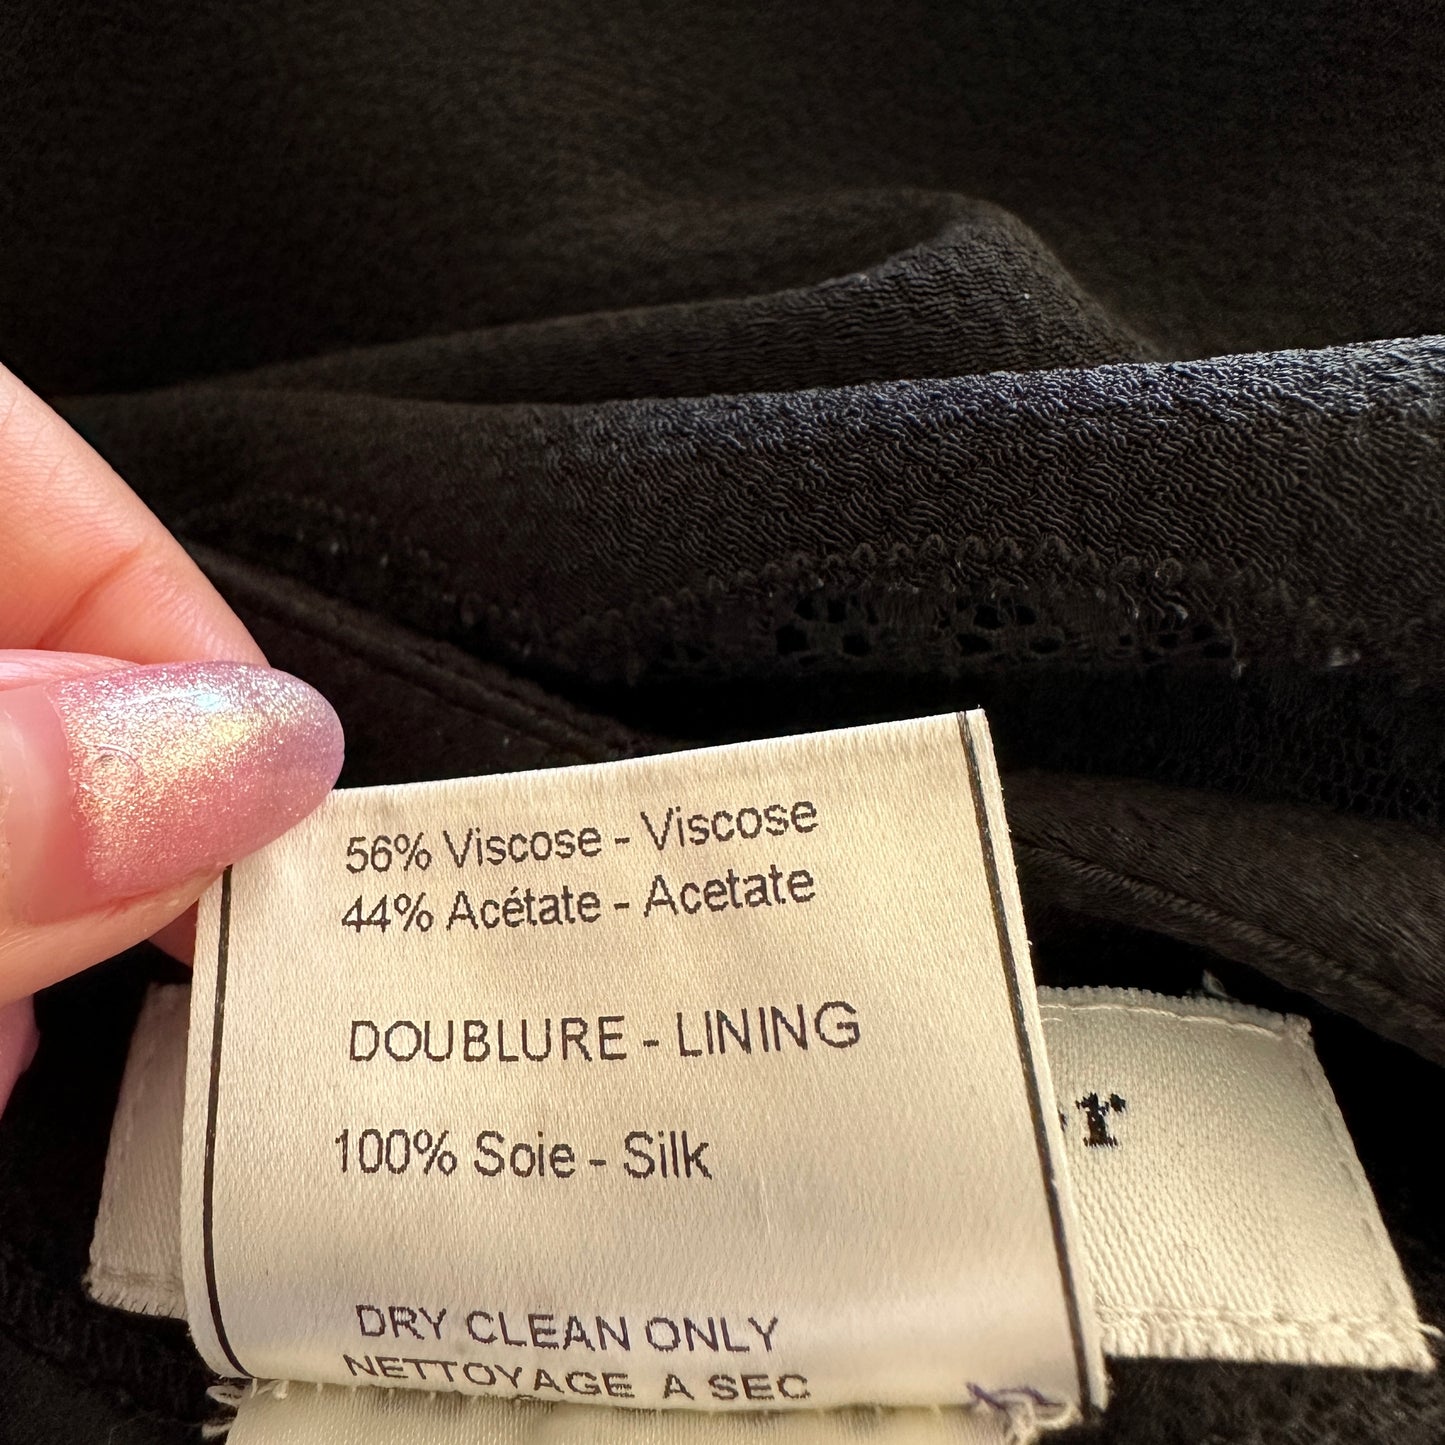 56% Viscose - Viscose
44% Acétate - Acetate
DOUBLURE - LINING
100% Soie - Silk
DRY CLEAN ONLY
NETTOYAGE A SEC